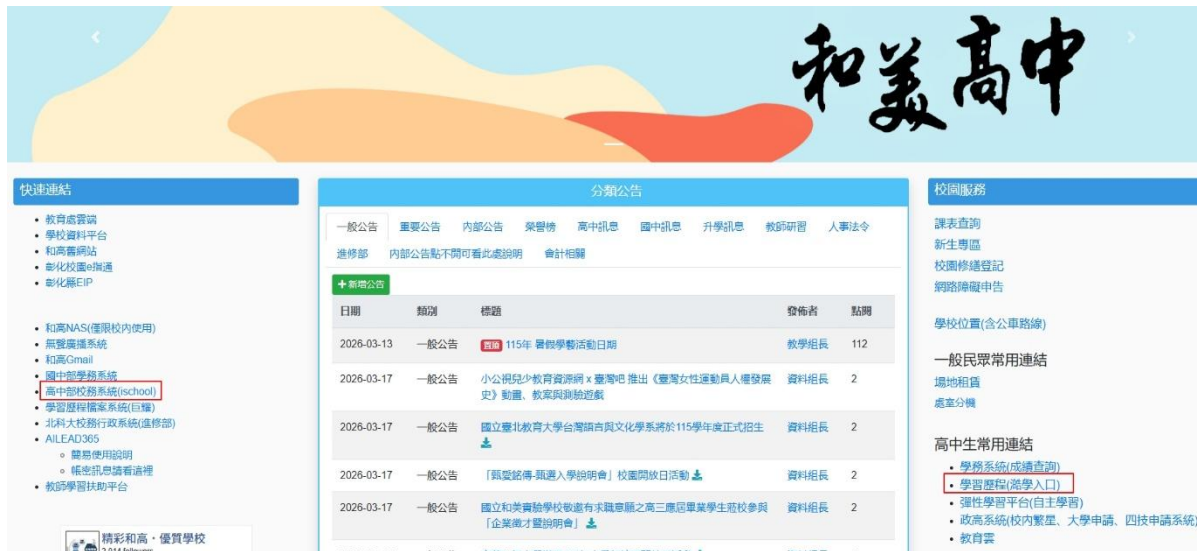 和美高中
快速連結
教育處雲端
學校資料平台
和高舊網站
彰化校園e指通
彰化縣EIP
和高NAS(僅限校內使用)
無聲廣播系統
和高Gmail
國中部學務系統
高中部校務系統(ischool)
學習歷程檔案系統(巨耀)
北科大校務行政系統(進修部)
AILEAD365
簡易使用說明
帳密訊息請看這裡
教師學習扶助平台
精彩和高・優質學校
分類公告
一般公告 重要公告 內部公告 榮譽榜 高中訊息 國中訊息 升學訊息 教師研習 人事法令
進修部 內部公告點不開可看此處說明 會計相關
+新增公告
日期 類別 標題 發佈者 點閱
2026-03-13 一般公告 置頂 115年 暑假學藝活動日期 教學組長 112
2026-03-17 一般公告 小公視兒少教育資源網 x 臺灣吧 推出《臺灣女性運動員人權發展 資料組長 2
史》動畫、教案與測驗遊戲
2026-03-17 一般公告 國立臺北教育大學台灣語言與文化學系將於115學年度正式招生 資料組長 2
2026-03-17 一般公告 「甄愛銘傳-甄選入學說明會」校園開放日活動 資料組長 2
2026-03-17 一般公告 國立和美實驗學校敬邀有求職意願之高三應屆畢業學生蒞校參與 資料組長 2
「企業徵才暨說明會」
校園服務
課表查詢
新生專區
校園修繕登記
網路障礙申告
學校位置(含公車路線)
一般民眾常用連結
場地租賃
處室分機
高中生常用連結
學務系統(成績查詢)
學習歷程(澔學入口)
彈性學習平台(自主學習)
政高系統(校內繁星、大學申請、四技申請系統)
教育雲